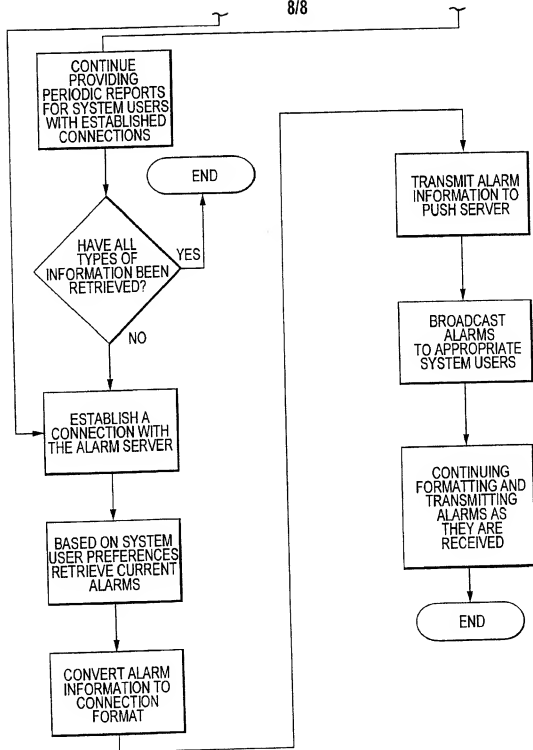 8/8
CONTINUE
PROVIDING
PERIODIC REPORTS
FOR SYSTEM USERS
WITH ESTABLISHED
CONNECTIONS
END
HAVE ALL
TYPES OF
INFORMATION BEEN
RETRIEVED?
YES
NO
ESTABLISH A
CONNECTION WITH
THE ALARM SERVER
BASED ON SYSTEM
USER PREFERENCES
RETRIEVE CURRENT
ALARMS
CONVERT ALARM
INFORMATION TO
CONNECTION
FORMAT
TRANSMIT ALARM
INFORMATION TO
PUSH SERVER
BROADCAST
ALARMS
TO APPROPRIATE
SYSTEM USERS
CONTINUING
FORMATTING AND
TRANSMITTING
ALARMS AS
THEY ARE
RECEIVED
END